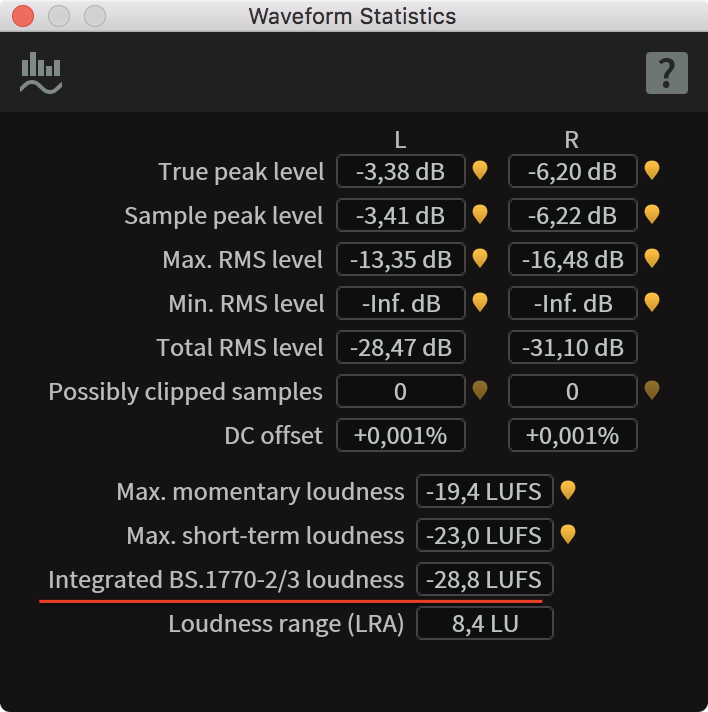 Waveform Statistics
?
L R
True peak level -3,38 dB -6,20 dB
Sample peak level -3,41 dB -6,22 dB
Max. RMS level -13,35 dB -16,48 dB
Min. RMS level -Inf. dB -Inf. dB
Total RMS level -28,47 dB -31,10 dB
Possibly clipped samples 0 0
DC offset +0,001% +0,001%
Max. momentary loudness -19,4 LUFS
Max. short-term loudness -23,0 LUFS
Integrated BS.1770-2/3 loudness -28,8 LUFS
Loudness range (LRA) 8,4 LU